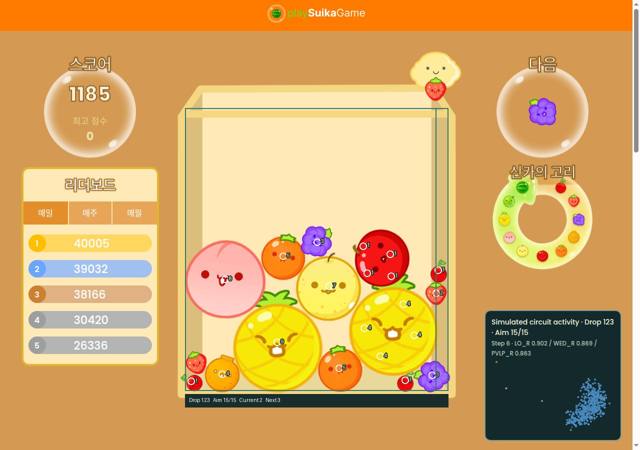 playSuikaGame
스코어
1185
최고 점수
0
다음
리더보드
매일 매주 매월
1 40005
2 39032
3 38166
4 30420
5 26336
신카의 고리
Simulated circuit activity · Drop 123
· Aim 15/15
Step 6 · LO_R 0.902 / WED_R 0.869 /
PVLP_R 0.863
Drop 123 Aim 15/15 Current 2 Next 3